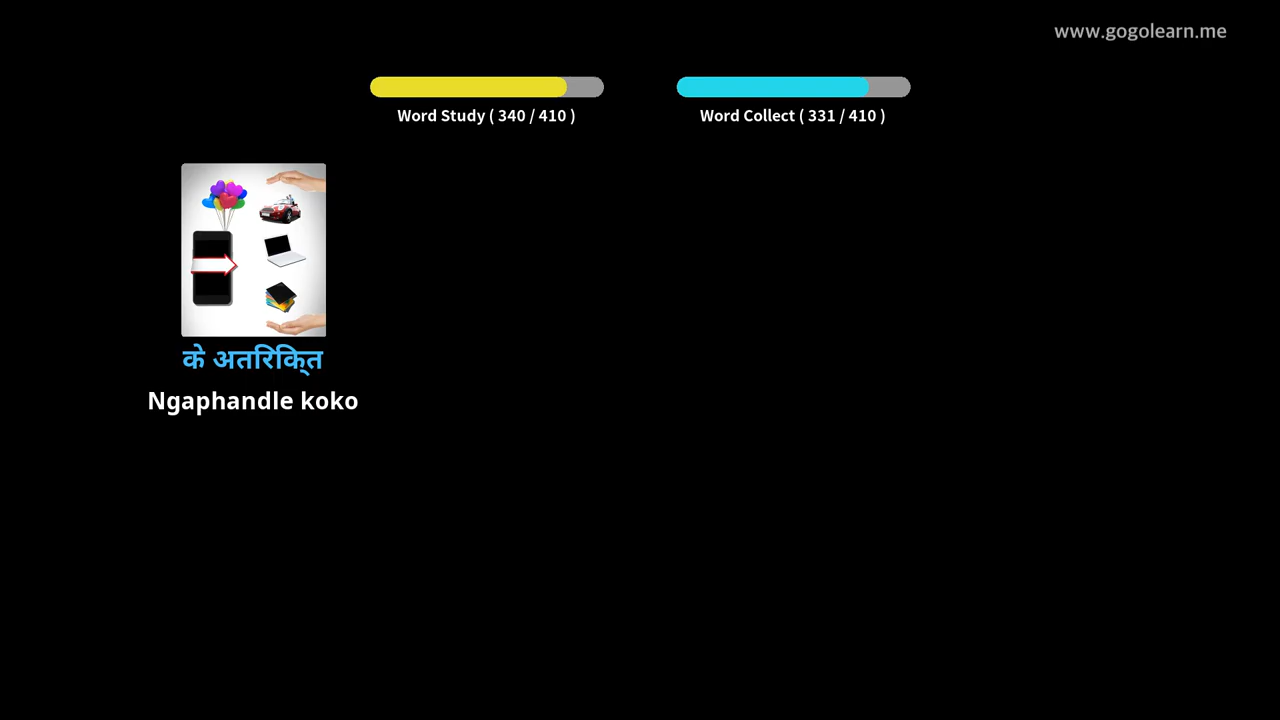 www.gogolearn.me
Word Study ( 340 / 410 )
Word Collect ( 331 / 410 )
के अतिरिक्त
Ngaphandle koko